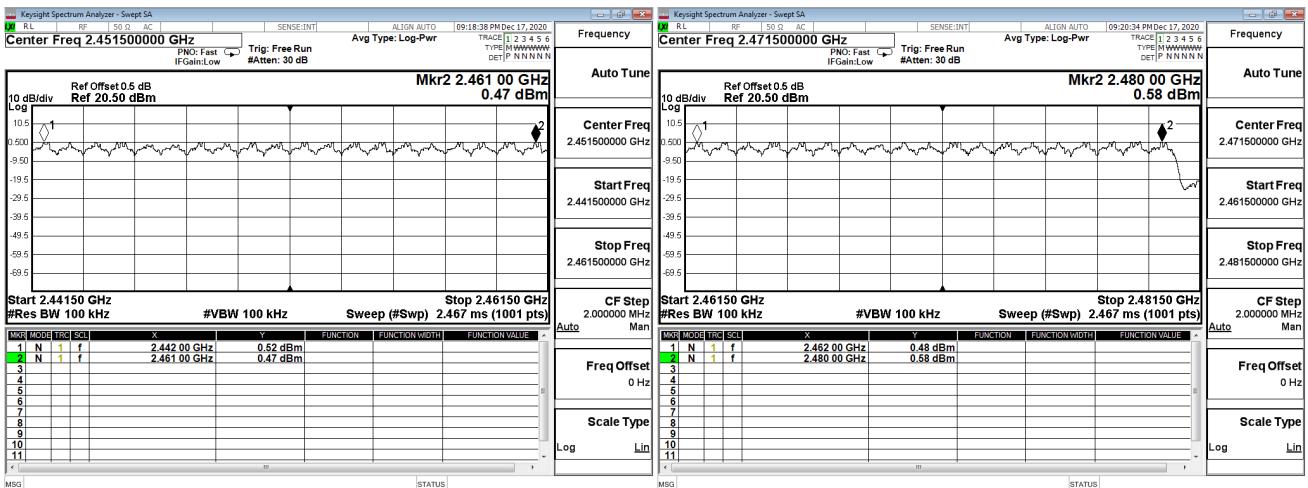 Keysight Spectrum Analyzer - Swept SA
RL RF 50 Ω AC SENSE:INT ALIGN AUTO 09:18:38 PM Dec 17, 2020
Center Freq 2.451500000 GHz
PNO: Fast
IFGain:Low
Trig: Free Run
#Atten: 30 dB
Avg Type: Log-Pwr
TRACE 1 2 3 4 5 6
TYPE M WWWWW
DET P N N N N N
Ref Offset 0.5 dB
10 dB/div Ref 20.50 dBm
Log
Mkr2 2.461 00 GHz
0.47 dBm
10.5
0.500
-9.50
-19.5
-29.5
-39.5
-49.5
-59.5
-69.5
1
2
Start 2.44150 GHz Stop 2.46150 GHz
#Res BW 100 kHz #VBW 100 kHz Sweep (#Swp) 2.467 ms (1001 pts)
MKR MODE TRC SCL X Y FUNCTION FUNCTION WIDTH FUNCTION VALUE
1 N 1 f 2.442 00 GHz 0.52 dBm
2 N 1 f 2.461 00 GHz 0.47 dBm
3
4
5
6
7
8
9
10
11
MSG STATUS
Frequency
Auto Tune
Center Freq
2.451500000 GHz
Start Freq
2.441500000 GHz
Stop Freq
2.461500000 GHz
CF Step
2.000000 MHz
Auto Man
Freq Offset
0 Hz
Scale Type
Log Lin
Keysight Spectrum Analyzer - Swept SA
RL RF 50 Ω AC SENSE:INT ALIGN AUTO 09:20:34 PM Dec 17, 2020
Center Freq 2.471500000 GHz
PNO: Fast
IFGain:Low
Trig: Free Run
#Atten: 30 dB
Avg Type: Log-Pwr
TRACE 1 2 3 4 5 6
TYPE M WWWWW
DET P N N N N N
Ref Offset 0.5 dB
10 dB/div Ref 20.50 dBm
Log
Mkr2 2.480 00 GHz
0.58 dBm
10.5
0.500
-9.50
-19.5
-29.5
-39.5
-49.5
-59.5
-69.5
1
2
Start 2.46150 GHz Stop 2.48150 GHz
#Res BW 100 kHz #VBW 100 kHz Sweep (#Swp) 2.467 ms (1001 pts)
MKR MODE TRC SCL X Y FUNCTION FUNCTION WIDTH FUNCTION VALUE
1 N 1 f 2.462 00 GHz 0.48 dBm
2 N 1 f 2.480 00 GHz 0.58 dBm
3
4
5
6
7
8
9
10
11
MSG STATUS
Frequency
Auto Tune
Center Freq
2.471500000 GHz
Start Freq
2.461500000 GHz
Stop Freq
2.481500000 GHz
CF Step
2.000000 MHz
Auto Man
Freq Offset
0 Hz
Scale Type
Log Lin